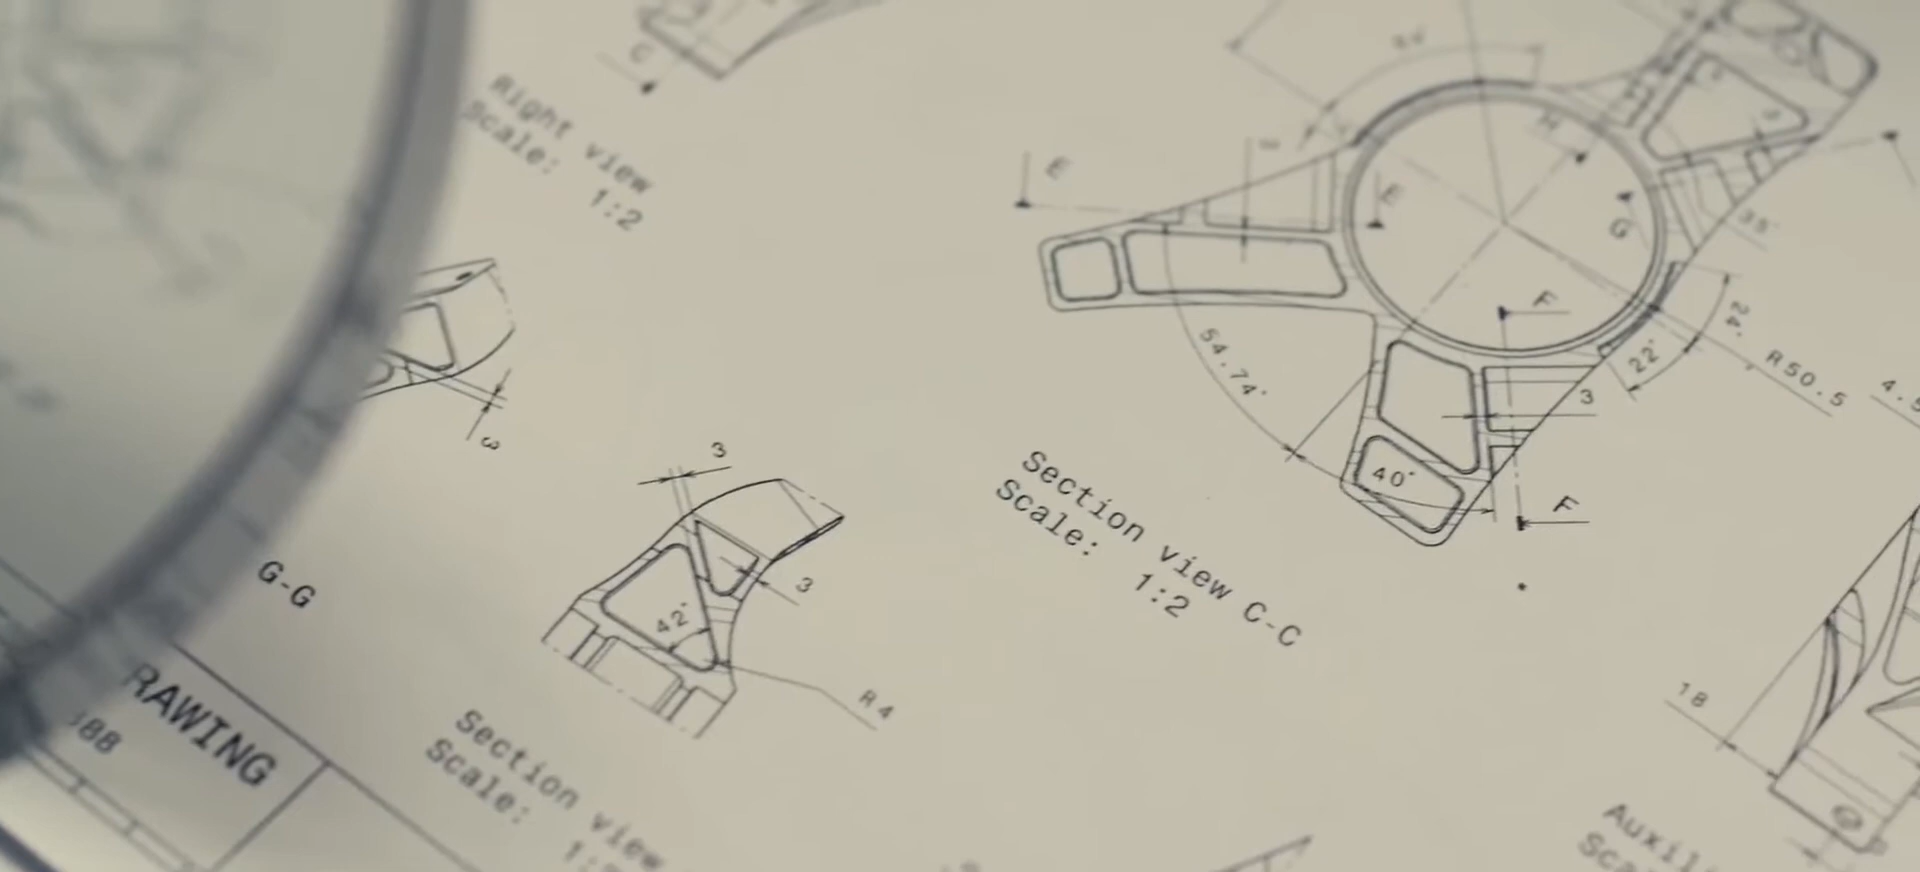 C
Right view
Scale: 1:2
E
E
H
G
35°
F
24°
22°
R50.5
54.74°
3
40°
F
3
3
3
42°
R4
Section view C-C
Scale: 1:2
G-G
RAWING
Section view
Scale:
18